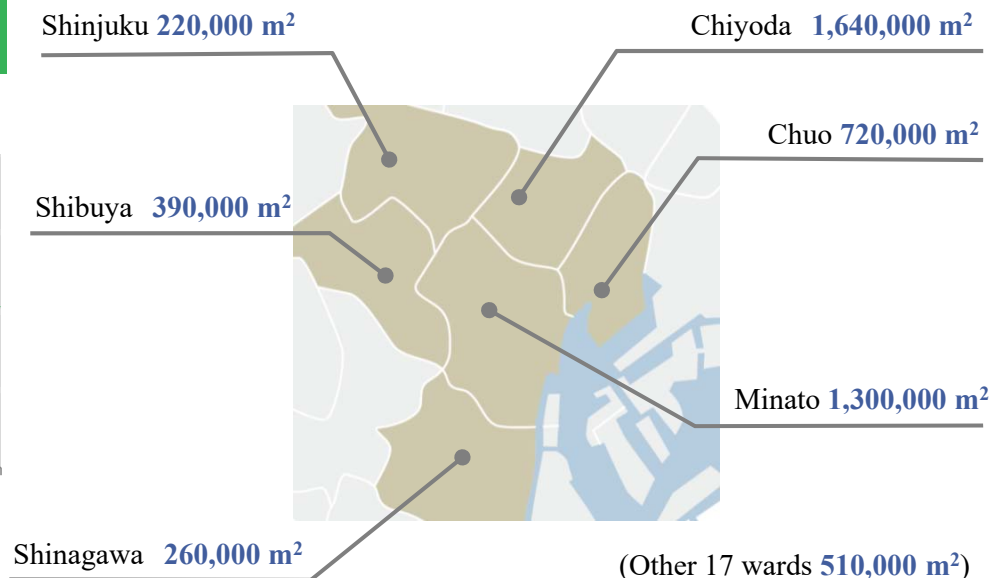 Shinjuku 220,000 m²
Chiyoda 1,640,000 m²
Chuo 720,000 m²
Shibuya 390,000 m²
Minato 1,300,000 m²
Shinagawa 260,000 m²
(Other 17 wards 510,000 m²)